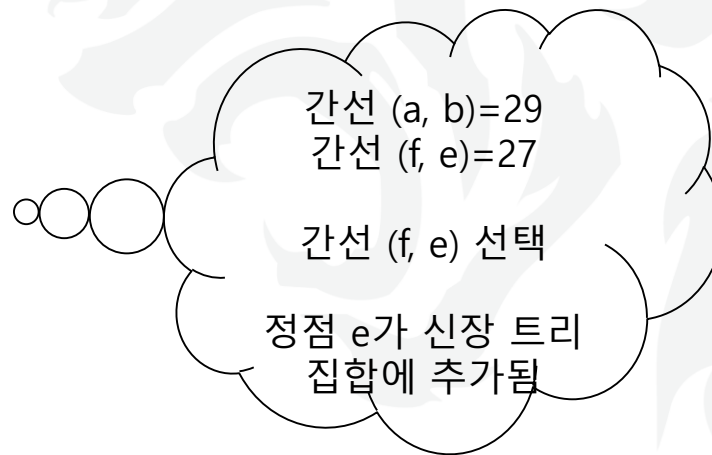 간선 (a, b)=29
간선 (f, e)=27
간선 (f, e) 선택
정점 e가 신장 트리
집합에 추가됨